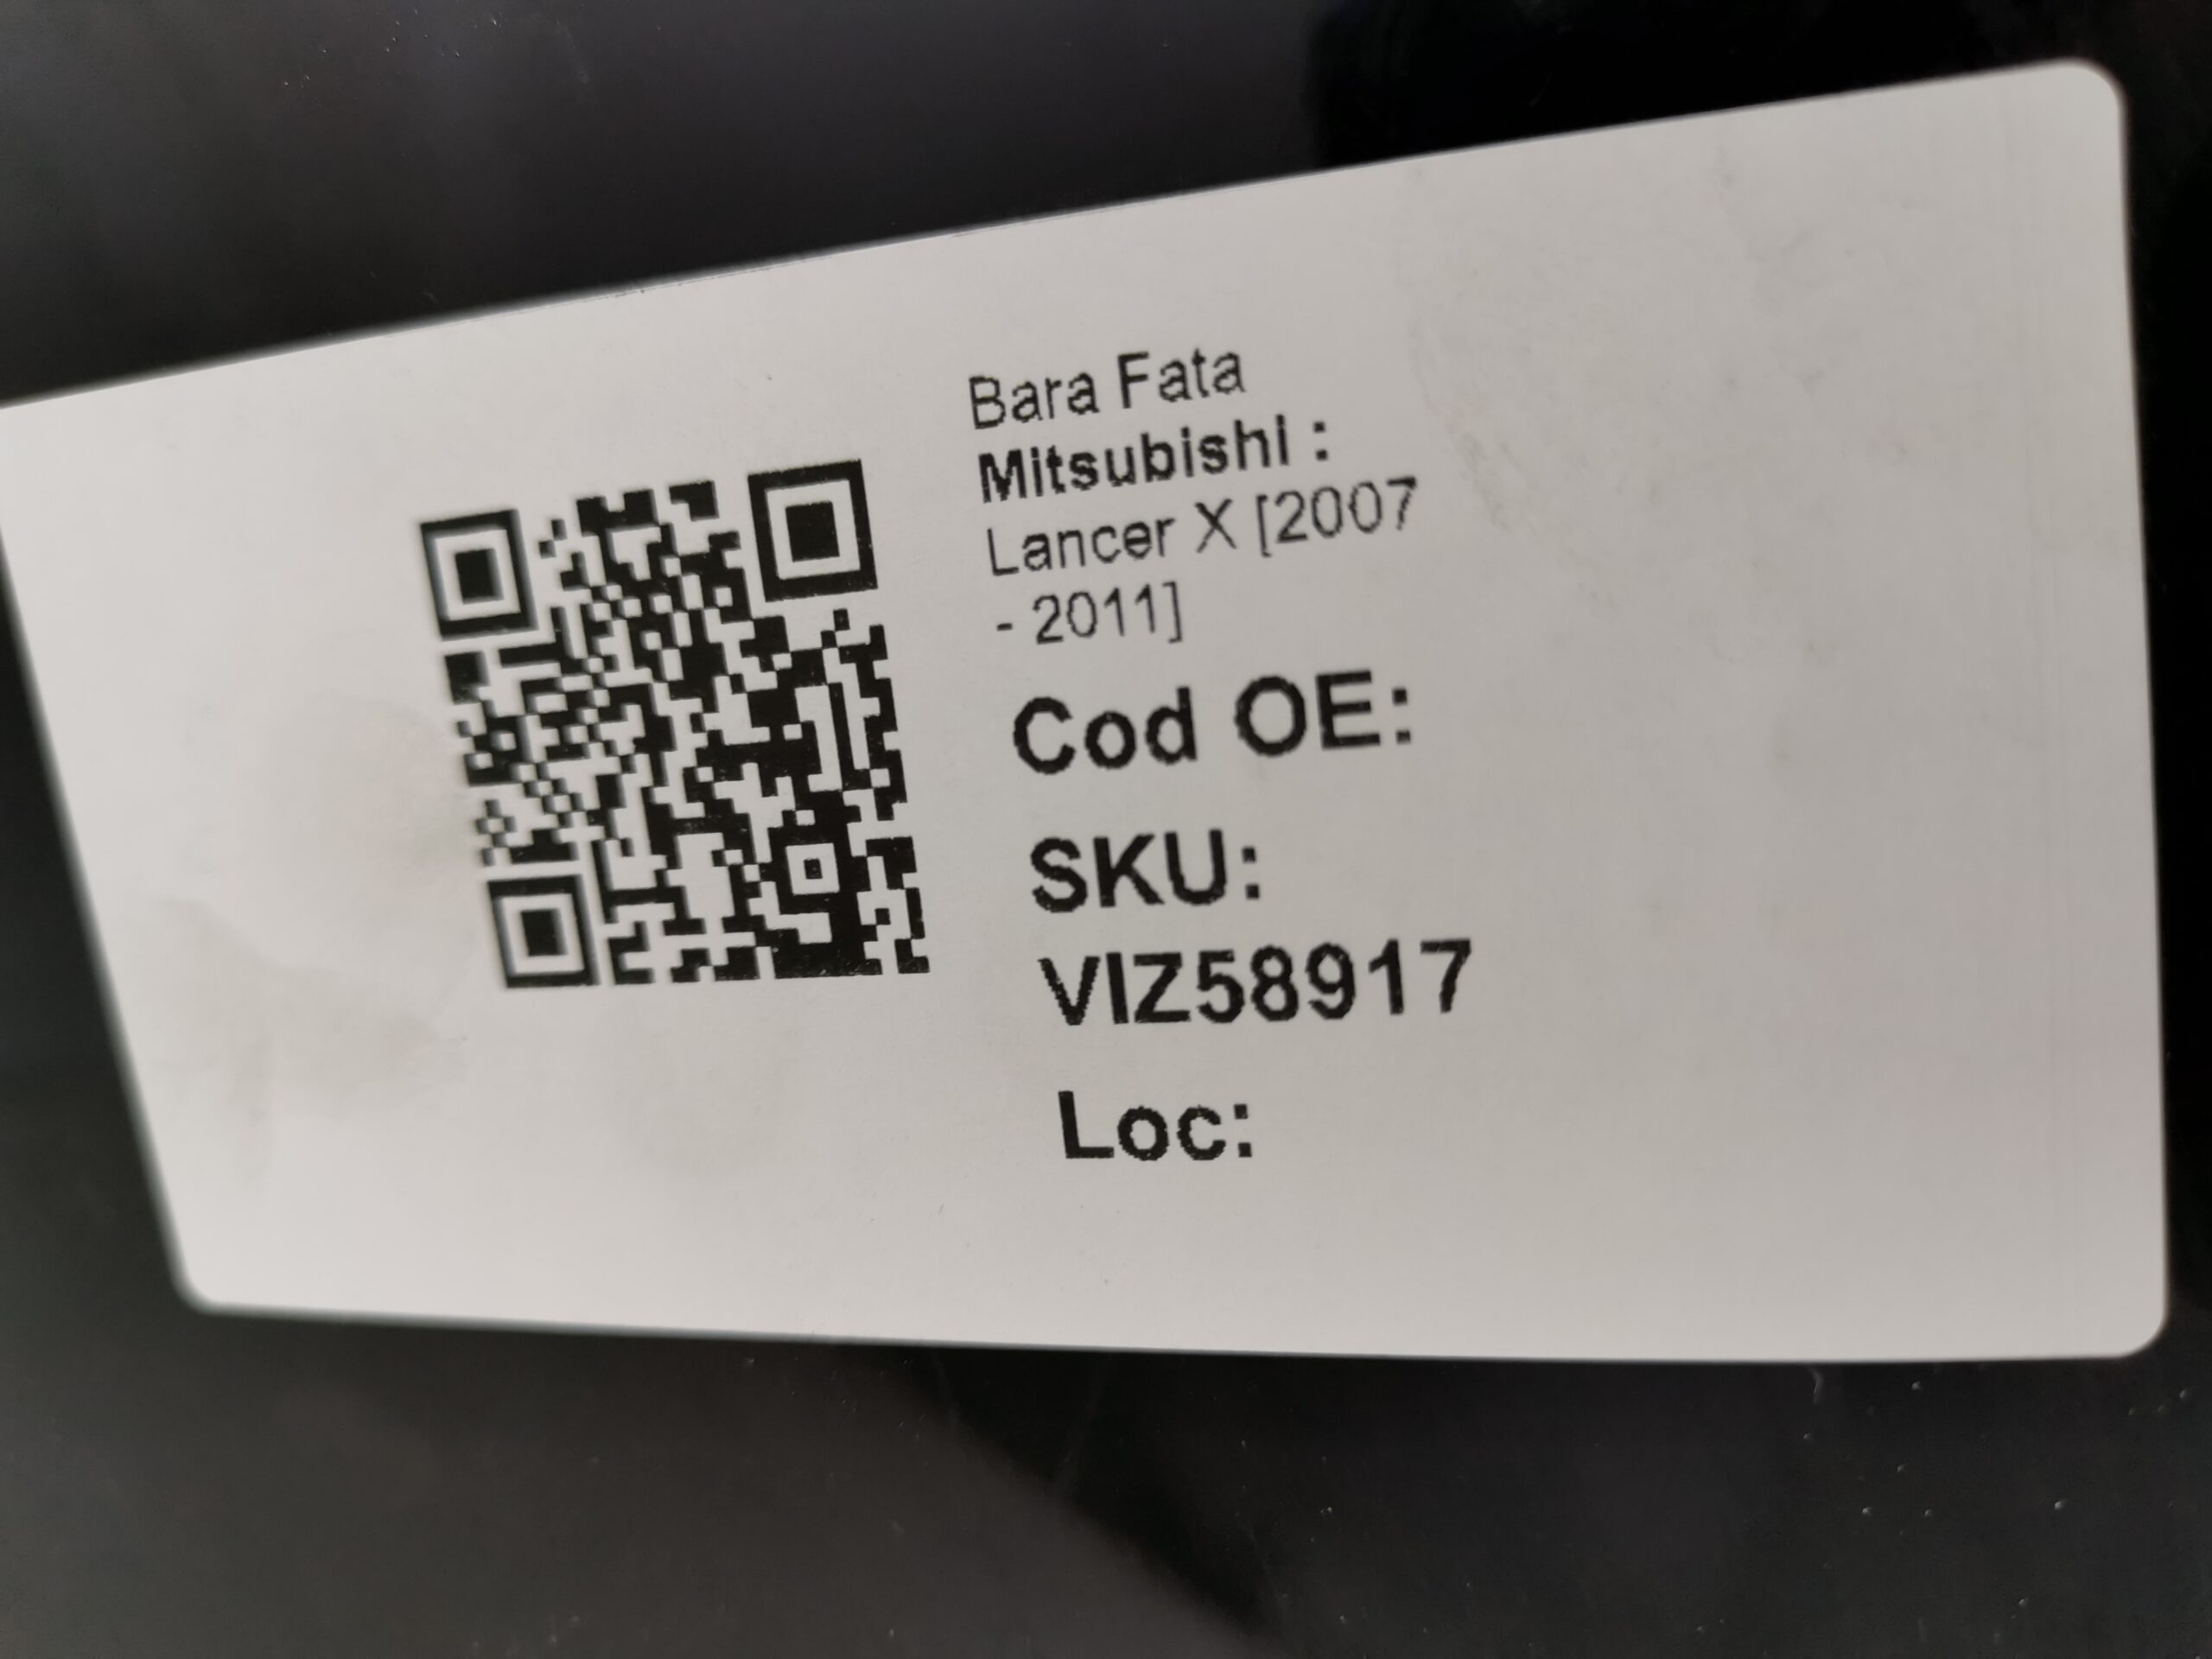 Bara Fata
Mitsubishi :
Lancer X [2007
- 2011]
Cod OE:
SKU:
VIZ58917
Loc: